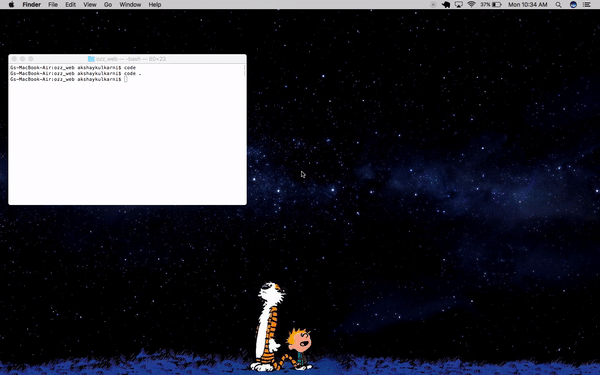 Finder File Edit View Go Window Help 37% Mon 10:34 AM
ozz_web — -bash — 80×23
Gs-MacBook-Air:ozz_web akshaykulkarni$ code
Gs-MacBook-Air:ozz_web akshaykulkarni$ code .
Gs-MacBook-Air:ozz_web akshaykulkarni$